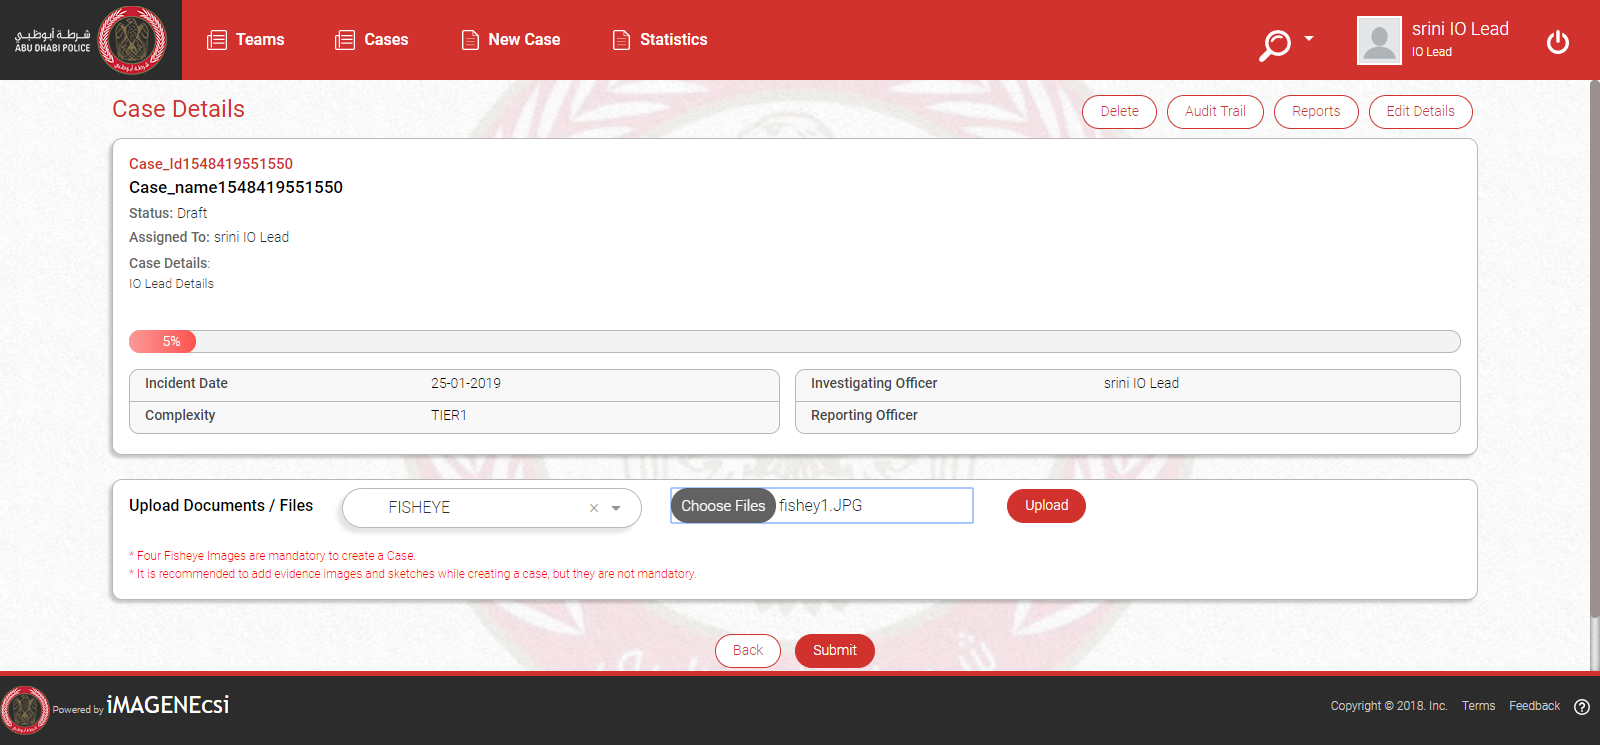 شرطة أبوظبي
ABU DHABI POLICE
Teams
Cases
New Case
Statistics
srini IO Lead
IO Lead
Case Details
Delete
Audit Trail
Reports
Edit Details
Case_Id1548419551550
Case_name1548419551550
Status: Draft
Assigned To: srini IO Lead
Case Details:
IO Lead Details
5%
Incident Date 25-01-2019
Complexity TIER1
Investigating Officer srini IO Lead
Reporting Officer
Upload Documents / Files
FISHEYE ×
Choose Files fishey1.JPG
Upload
* Four Fisheye Images are mandatory to create a Case.
* It is recommended to add evidence images and sketches while creating a case, but they are not mandatory.
Back
Submit
Powered by iMAGENEcsi
Copyright © 2018. Inc. Terms Feedback ?